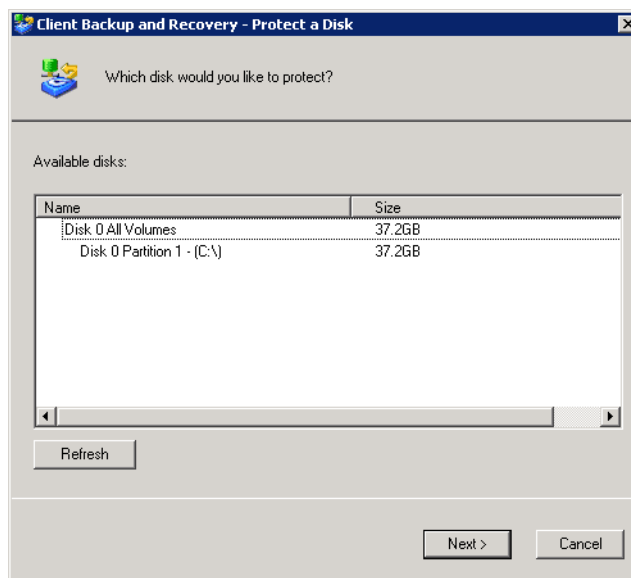 Client Backup and Recovery - Protect a Disk
Which disk would you like to protect?
Available disks:
Name Size
Disk 0 All Volumes 37.2GB
Disk 0 Partition 1 - (C:\) 37.2GB
Refresh
Next > Cancel